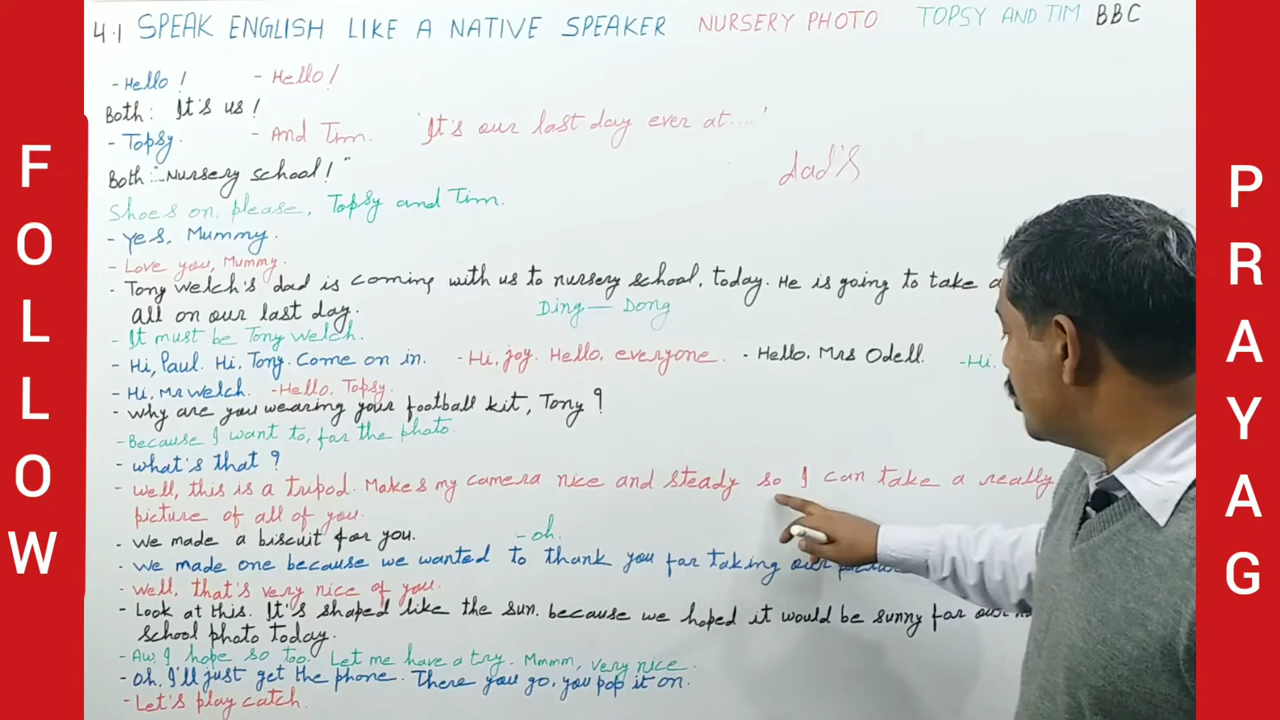 4.1 SPEAK ENGLISH LIKE A NATIVE SPEAKER NURSERY PHOTO TOPSY AND TIM BBC
- Hello! - Hello!
Both: It's us!
- Topsy. - And Tim. 'It's our last day ever at....'
dad's
Both: "...Nursery school!"
Shoes on, please, Topsy and Tim.
- Yes, Mummy.
- Love you, Mummy.
- Tony Welch's dad is coming with us to nursery school, today. He is going to take a
all on our last day. Ding — Dong
- It must be Tony Welch.
- Hi, Paul. Hi, Tony. Come on in. - Hi, joy. Hello, everyone. - Hello, Mrs Odell. - Hi.
- Hi, Mr Welch. - Hello, Topsy.
- Why are you wearing your football kit, Tony?
- Because I want to, for the photo.
- What's that?
- Well, this is a tripod. Makes my camera nice and steady so I can take a really
picture of all of you.
- We made a biscuit for you. - oh.
- We made one because we wanted to thank you for taking our
- Well, that's very nice of you.
- Look at this. It's shaped like the sun, because we hoped it would be sunny for our
school photo today.
- Aw, I hope so too. Let me have a try. Mmmm, very nice.
- Oh, I'll just get the phone. There you go, you pop it on.
- Let's play catch.
FOLLOW
PRAYAG